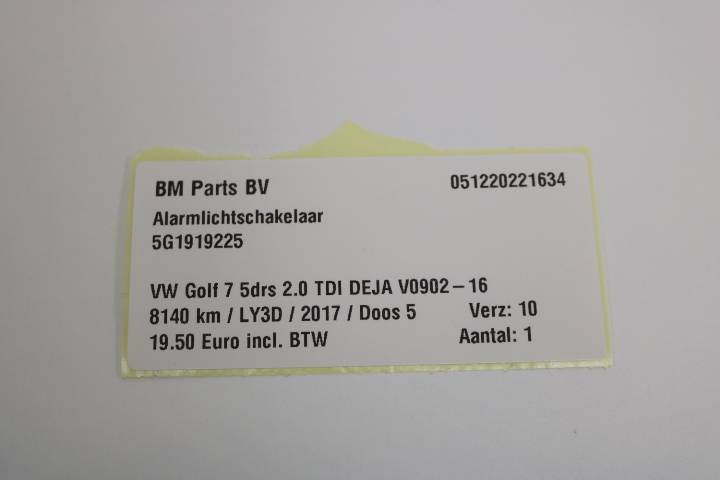 BM Parts BV 051220221634
Alarmlichtschakelaar
5G1919225
VW Golf 7 5drs 2.0 TDI DEJA V0902-16
8140 km / LY3D / 2017 / Doos 5 Verz: 10
19.50 Euro incl. BTW Aantal: 1